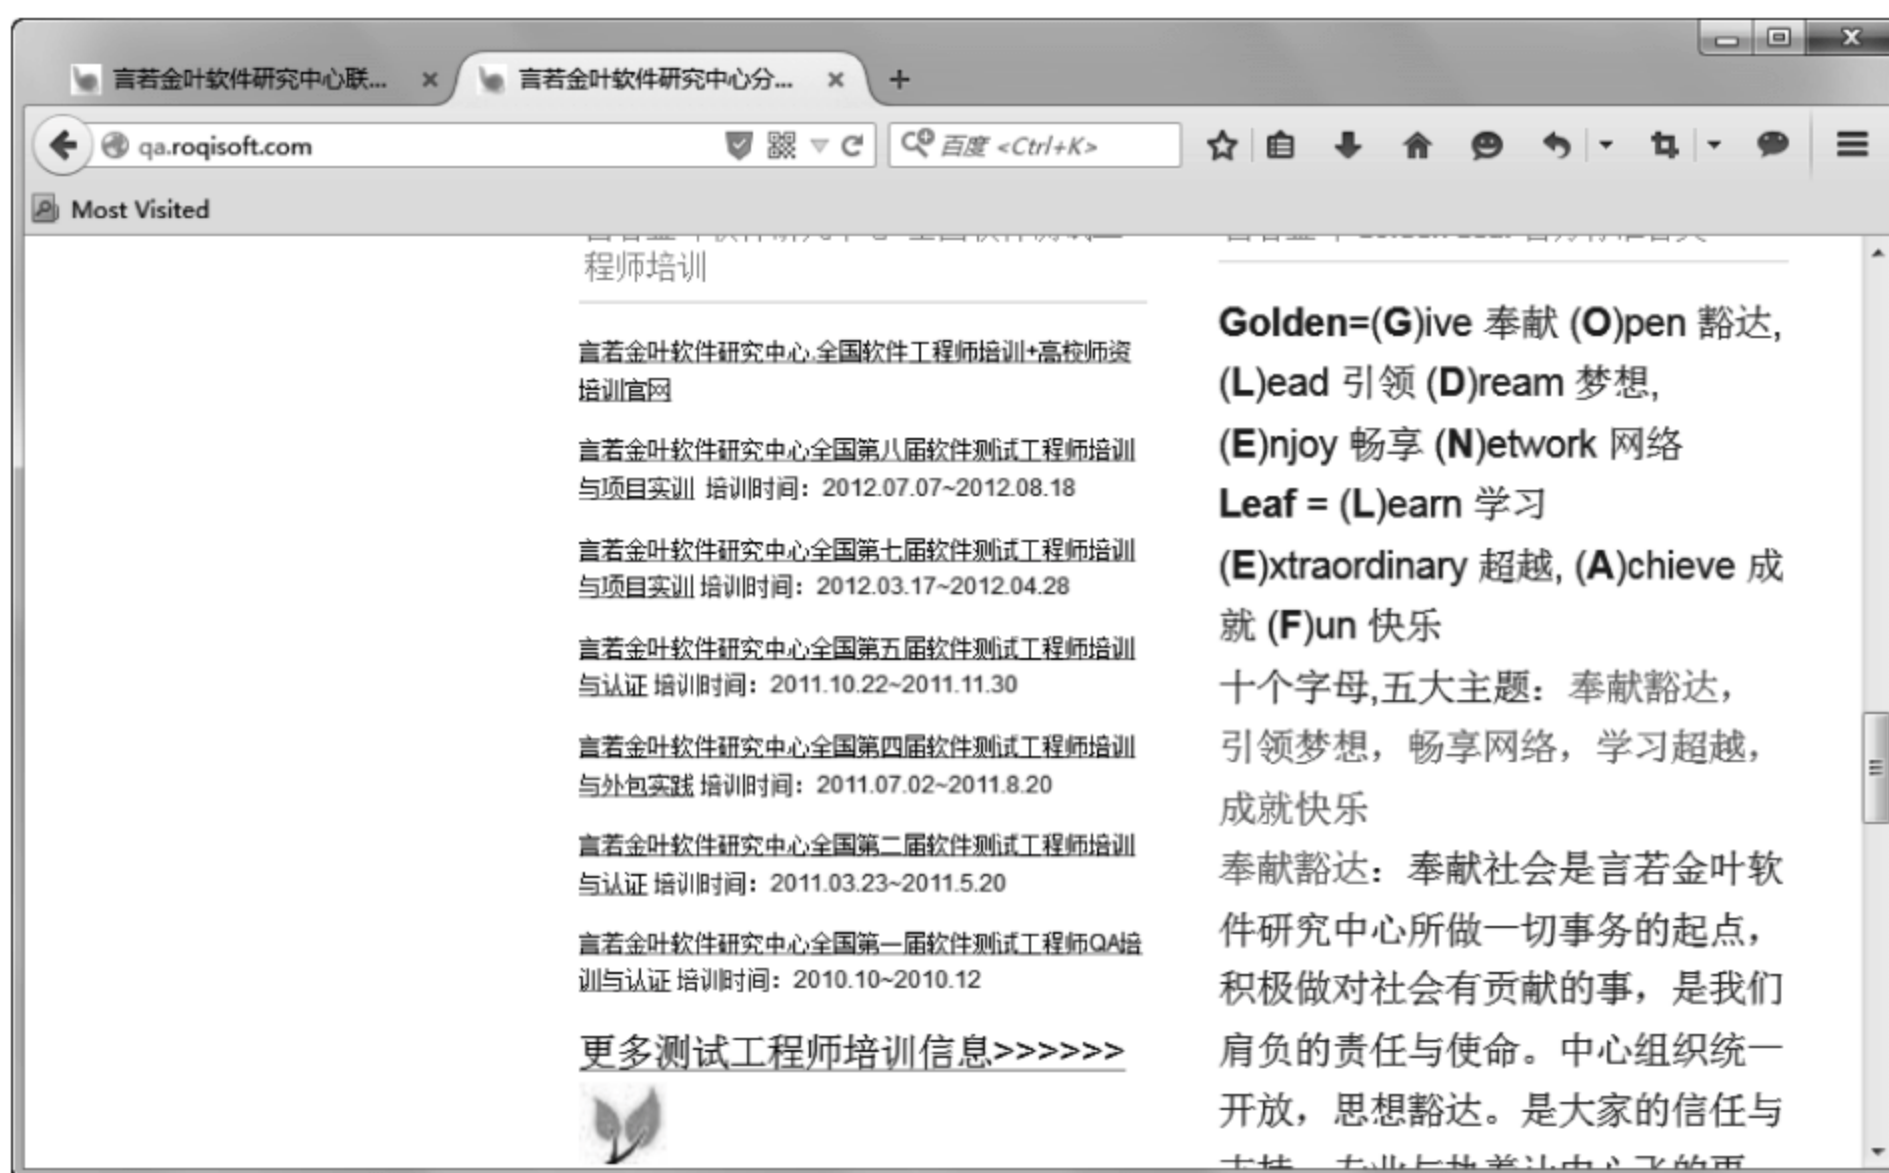 言若金叶软件研究中心联...
言若金叶软件研究中心分...
qa.roqisoft.com
百度 <Ctrl+K>
Most Visited
程师培训
言若金叶软件研究中心.全国软件工程师培训+高校师资
培训官网
言若金叶软件研究中心全国第八届软件测试工程师培训
与项目实训 培训时间：2012.07.07~2012.08.18
言若金叶软件研究中心全国第七届软件测试工程师培训
与项目实训 培训时间：2012.03.17~2012.04.28
言若金叶软件研究中心全国第五届软件测试工程师培训
与认证 培训时间：2011.10.22~2011.11.30
言若金叶软件研究中心全国第四届软件测试工程师培训
与外包实践 培训时间：2011.07.02~2011.8.20
言若金叶软件研究中心全国第二届软件测试工程师培训
与认证 培训时间：2011.03.23~2011.5.20
言若金叶软件研究中心全国第一届软件测试工程师QA培
训与认证 培训时间：2010.10~2010.12
更多测试工程师培训信息>>>>>>
Golden=(G)ive 奉献 (O)pen 豁达,
(L)ead 引领 (D)ream 梦想,
(E)njoy 畅享 (N)etwork 网络
Leaf = (L)earn 学习
(E)xtraordinary 超越, (A)chieve 成
就 (F)un 快乐
十个字母,五大主题：奉献豁达，
引领梦想，畅享网络，学习超越，
成就快乐
奉献豁达：奉献社会是言若金叶软
件研究中心所做一切事务的起点，
积极做对社会有贡献的事，是我们
肩负的责任与使命。中心组织统一
开放，思想豁达。是大家的信任与